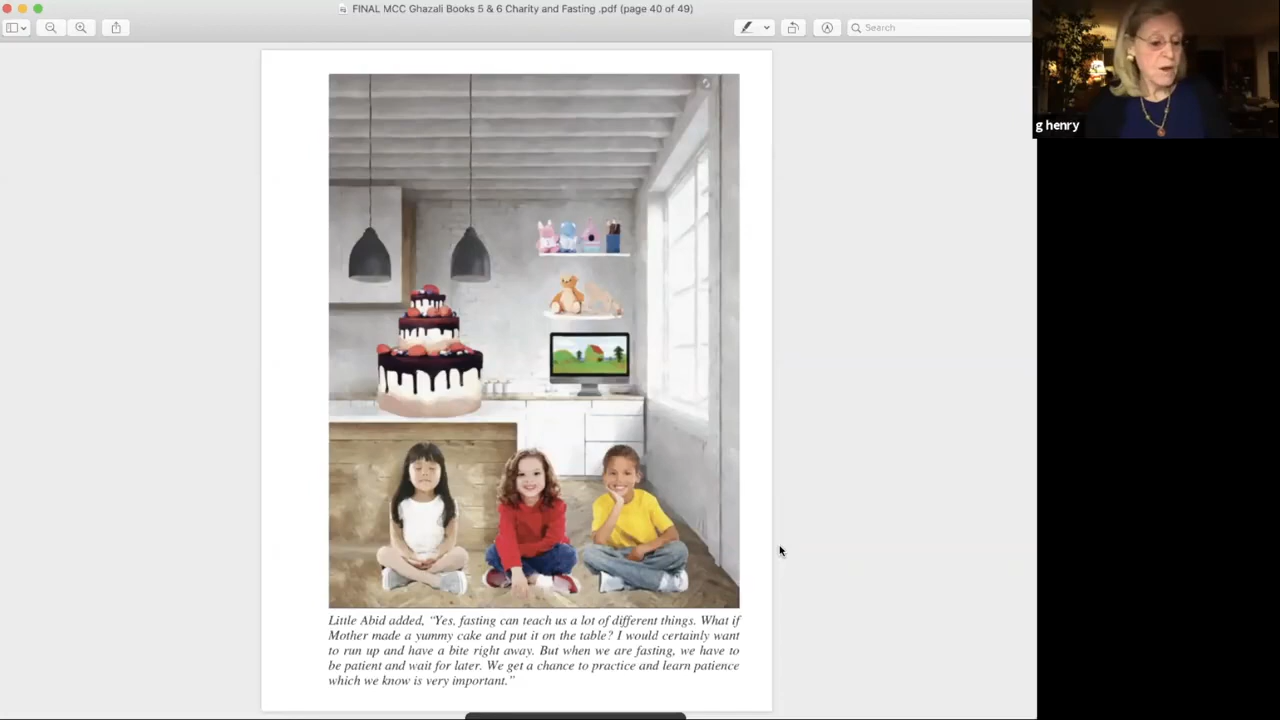 FINAL MCC Ghazali Books 5 & 6 Charity and Fasting .pdf (page 40 of 49)
Search
g henry
Little Abid added, “Yes, fasting can teach us a lot of different things. What if
Mother made a yummy cake and put it on the table? I would certainly want
to run up and have a bite right away. But when we are fasting, we have to
be patient and wait for later. We get a chance to practice and learn patience
which we know is very important.”